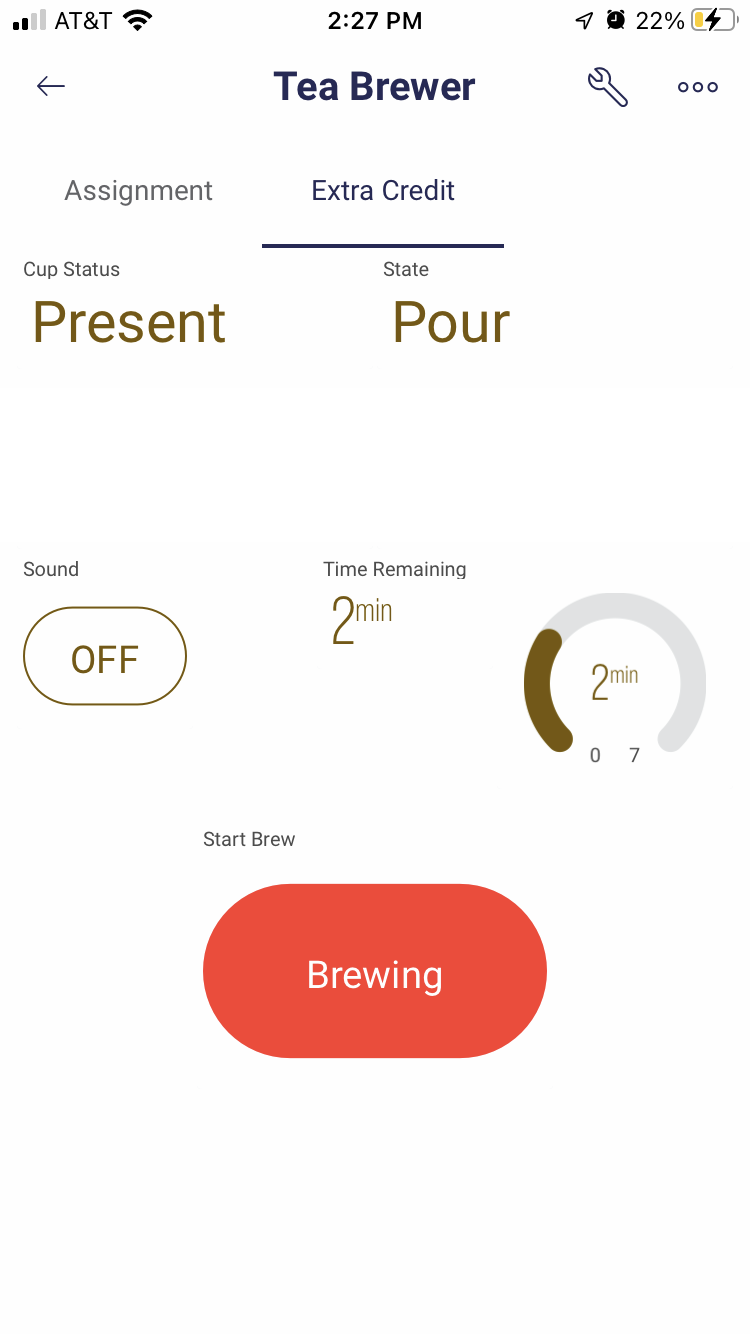 AT&T 2:27 PM 22%
Tea Brewer
Assignment Extra Credit
Cup Status State
Present Pour
Sound Time Remaining
2min
OFF 2min
0 7
Start Brew
Brewing